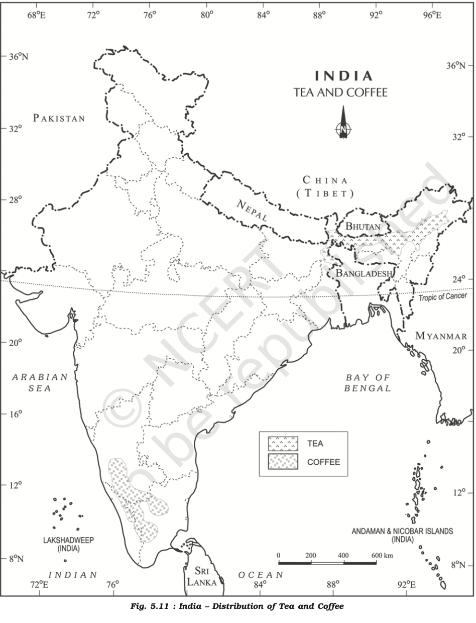 68°E 72° 76° 80° 84° 88° 92° 96°E
INDIA
TEA AND COFFEE
N
36°N 36°N
PAKISTAN
32° 32°
CHINA
(TIBET)
28° 28°
NEPAL
BHUTAN
BANGLADESH
24° 24°
Tropic of Cancer
MYANMAR
20° 20°
ARABIAN
SEA
BAY OF
BENGAL
16° 16°
TEA
COFFEE
12° 12°
LAKSHADWEEP
(INDIA)
ANDAMAN & NICOBAR ISLANDS
(INDIA)
0 200 400 600 km
8°N 8°N
SRI
LANKA
INDIAN OCEAN
72°E 76° 84° 88° 92°E
© NCERT
be republished
Fig. 5.11 : India – Distribution of Tea and Coffee